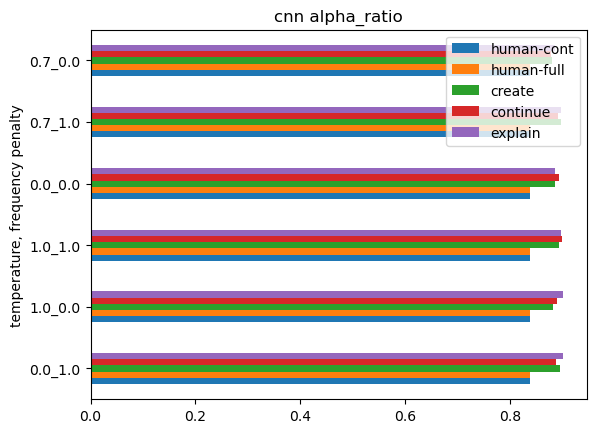 cnn alpha_ratio
human-cont
human-full
create
continue
explain
temperature, frequency penalty
0.7_0.0
0.7_1.0
0.0_0.0
1.0_1.0
1.0_0.0
0.0_1.0
0.0 0.2 0.4 0.6 0.8